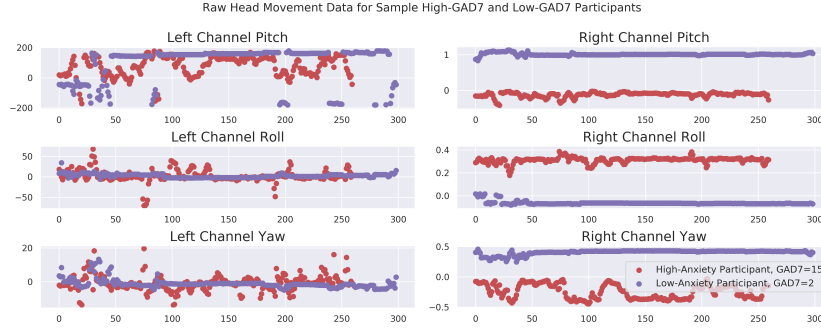 Raw Head Movement Data for Sample High-GAD7 and Low-GAD7 Participants
Left Channel Pitch
200
0
−200
0 50 100 150 200 250 300
Right Channel Pitch
1
0
0 50 100 150 200 250 300
Left Channel Roll
50
0
−50
0 50 100 150 200 250 300
Right Channel Roll
0.4
0.2
0.0
0 50 100 150 200 250 300
Left Channel Yaw
20
0
0 50 100 150 200 250 300
Right Channel Yaw
0.5
0.0
−0.5
High-Anxiety Participant, GAD7=15
Low-Anxiety Participant, GAD7=2
0 50 100 150 200 250 300